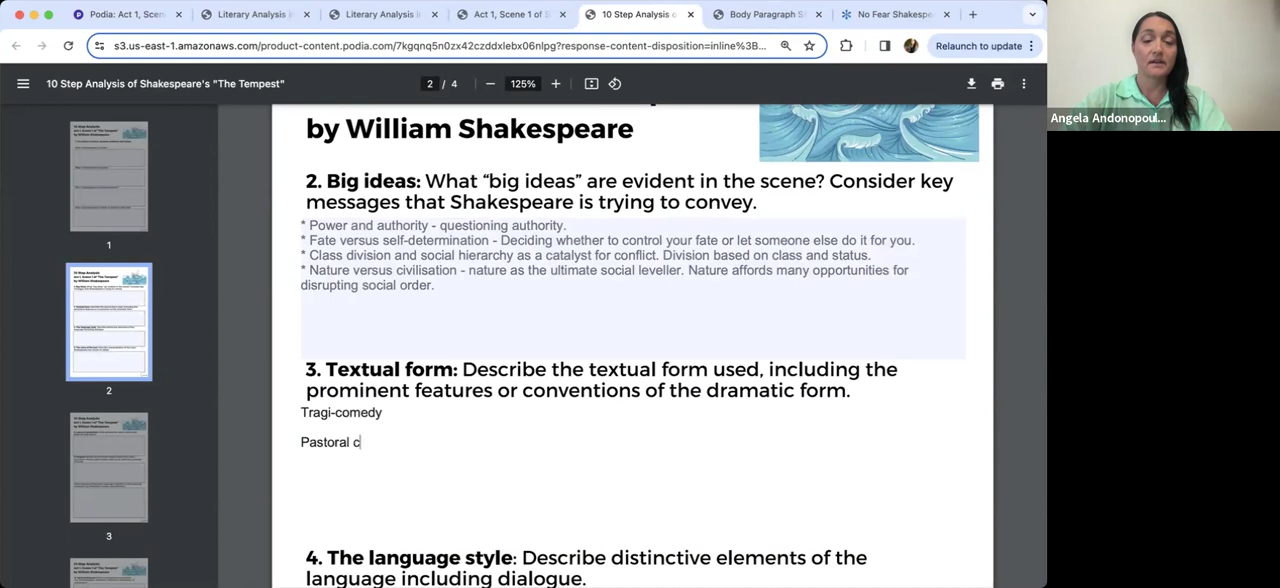 Podia: Act 1, Scen
Literary Analysis in
Literary Analysis in
Act 1, Scene 1 of
10 Step Analysis o
Body Paragraph S
No Fear Shakespe
s3.us-east-1.amazonaws.com/product-content.podia.com/7kgqnq5n0zx42czddxlebx06nlpg?response-content-disposition=inline%3B...
Relaunch to update
10 Step Analysis of Shakespeare's "The Tempest"
2 / 4
125%
Angela Andonopoul...
by William Shakespeare
2. Big ideas: What “big ideas” are evident in the scene? Consider key
messages that Shakespeare is trying to convey.
* Power and authority - questioning authority.
* Fate versus self-determination - Deciding whether to control your fate or let someone else do it for you.
* Class division and social hierarchy as a catalyst for conflict. Division based on class and status.
* Nature versus civilisation - nature as the ultimate social leveller. Nature affords many opportunities for
disrupting social order.
3. Textual form: Describe the textual form used, including the
prominent features or conventions of the dramatic form.
Tragi-comedy
Pastoral c
4. The language style: Describe distinctive elements of the
language including dialogue.
1
2
3